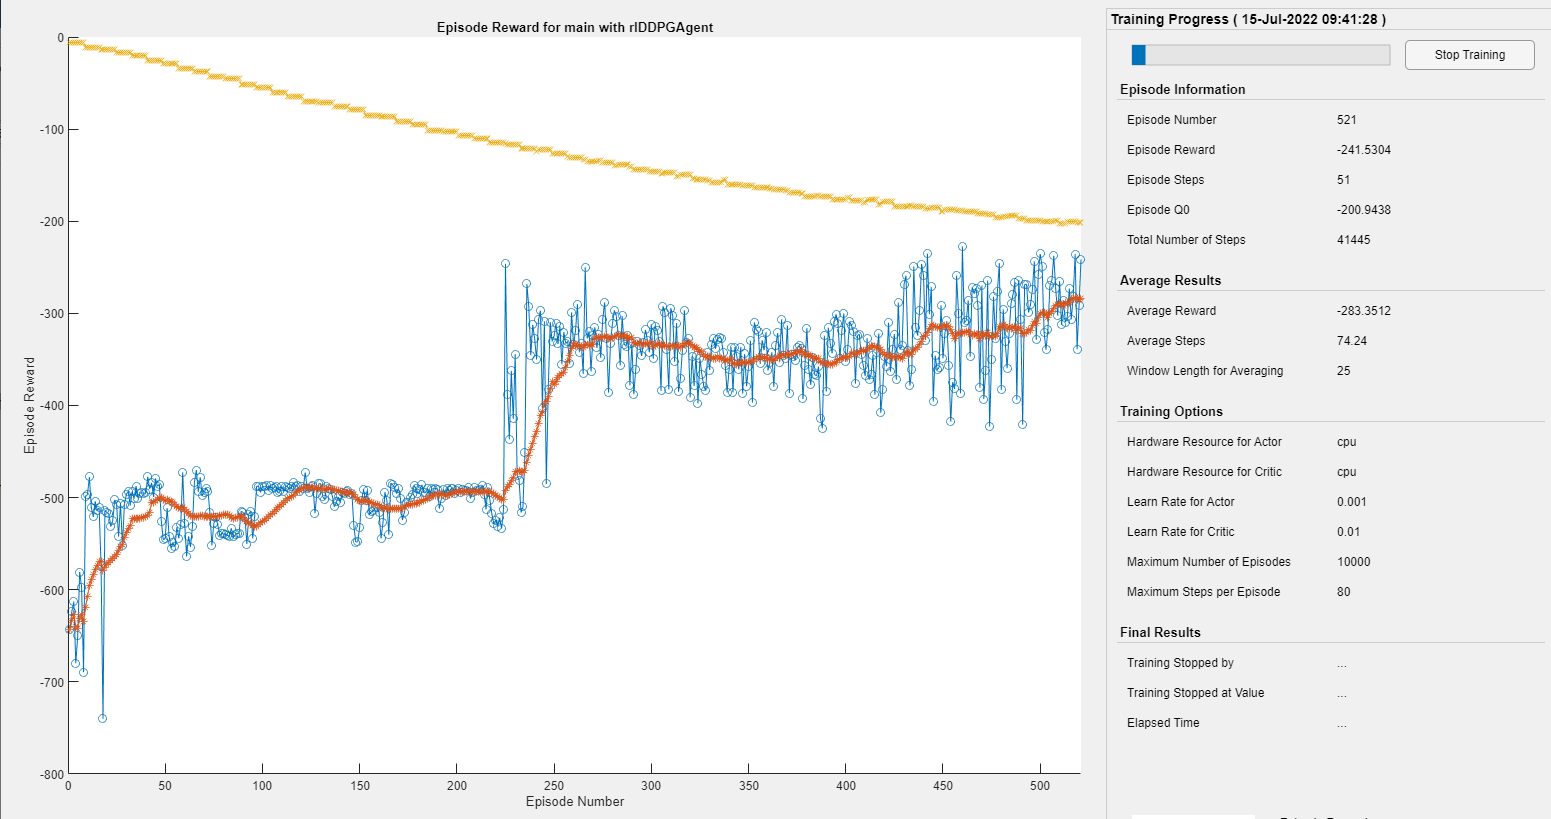 Episode Reward for main with rlDDPGAgent
0
-100
-200
-300
-400
-500
-600
-700
-800
Episode Reward
0 50 100 150 200 250 300 350 400 450 500
Episode Number
Training Progress ( 15-Jul-2022 09:41:28 )
Stop Training
Episode Information
Episode Number 521
Episode Reward -241.5304
Episode Steps 51
Episode Q0 -200.9438
Total Number of Steps 41445
Average Results
Average Reward -283.3512
Average Steps 74.24
Window Length for Averaging 25
Training Options
Hardware Resource for Actor cpu
Hardware Resource for Critic cpu
Learn Rate for Actor 0.001
Learn Rate for Critic 0.01
Maximum Number of Episodes 10000
Maximum Steps per Episode 80
Final Results
Training Stopped by ...
Training Stopped at Value ...
Elapsed Time ...